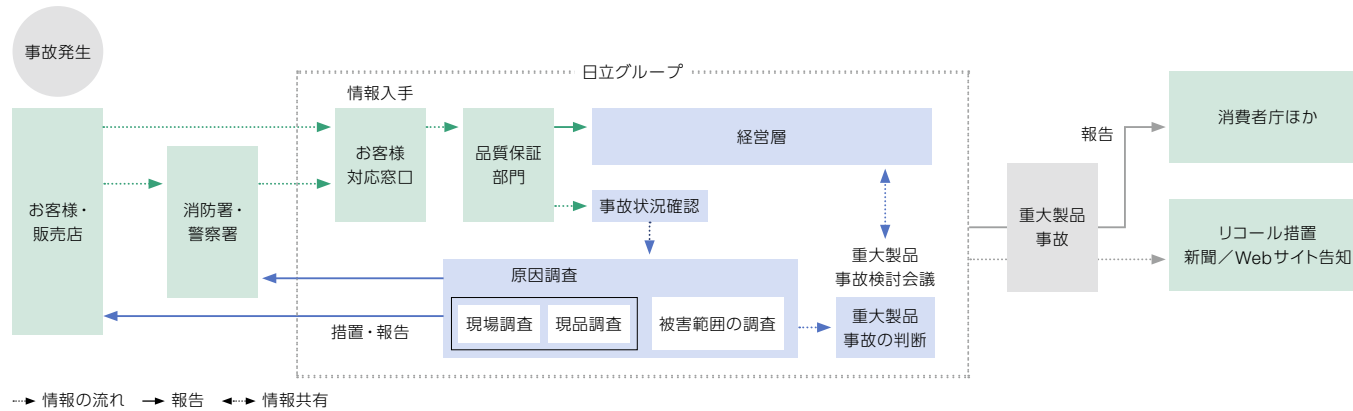 事故発生
日立グループ
情報入手
お客様・
販売店
消防署・
警察署
お客様
対応窓口
品質保証
部門
経営層
事故状況確認
原因調査
現場調査
現品調査
被害範囲の調査
措置・報告
重大製品
事故検討会議
重大製品
事故の判断
重大製品
事故
報告
消費者庁ほか
リコール措置
新聞／Webサイト告知
情報の流れ 報告 情報共有